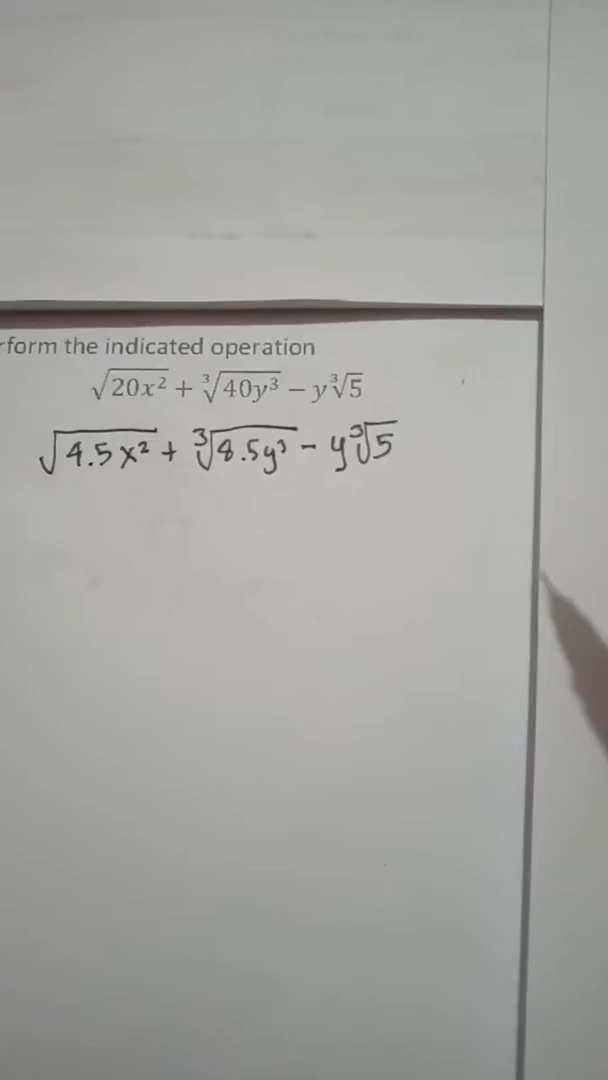 rform the indicated operation
√20x² + ∛40y³ − y∛5
√4.5x² + ∛8.5y³ - y∛5